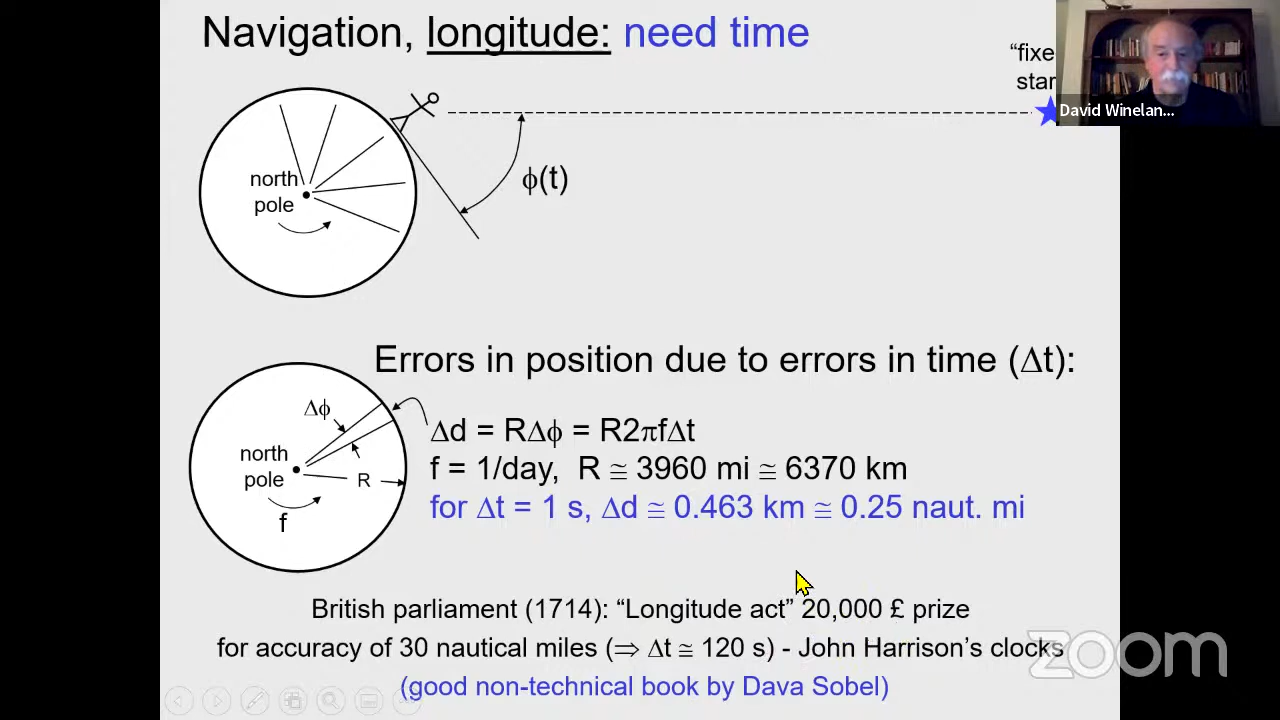 Navigation, longitude: need time
"fixe
star
David Winelan...
north
pole
ϕ(t)
Errors in position due to errors in time (Δt):
Δϕ
north
pole
R
f
Δd = RΔϕ = R2πfΔt
f = 1/day, R ≅ 3960 mi ≅ 6370 km
for Δt = 1 s, Δd ≅ 0.463 km ≅ 0.25 naut. mi
British parliament (1714): "Longitude act" 20,000 £ prize
for accuracy of 30 nautical miles (⇒ Δt ≅ 120 s) - John Harrison's clocks
(good non-technical book by Dava Sobel)
zoom